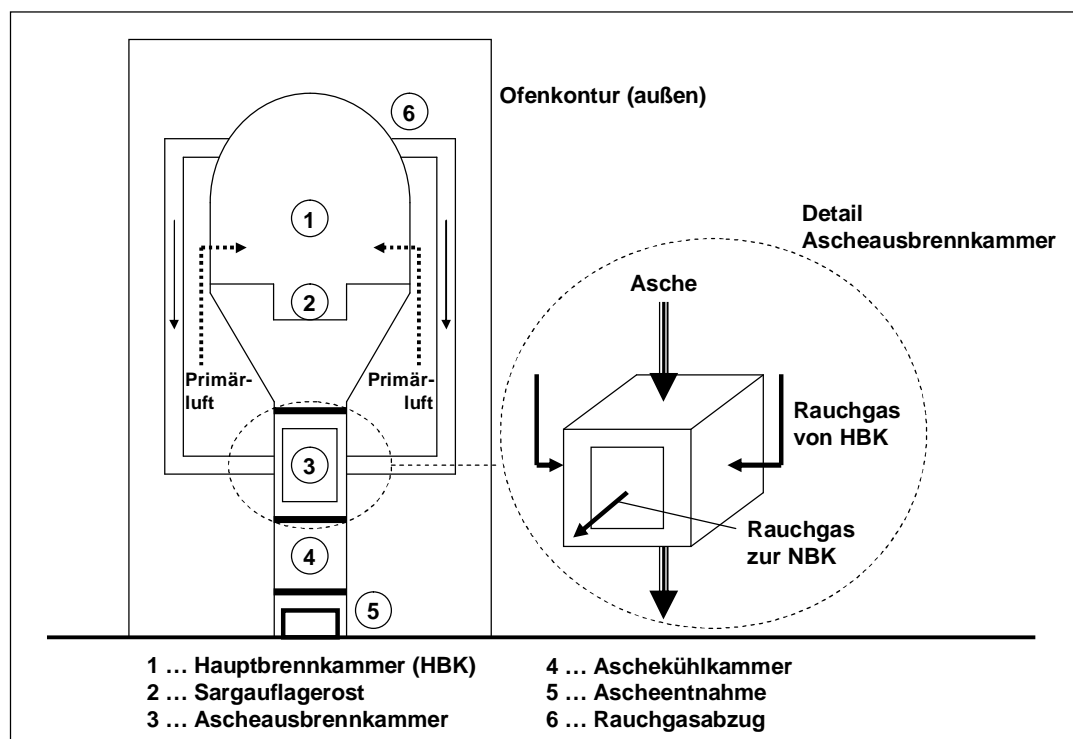 Ofenkontur (außen)
6
1
2
Primär-
luft
Primär-
luft
3
4
5
Detail
Ascheausbrennkammer
Asche
Rauchgas
von HBK
Rauchgas
zur NBK
1 … Hauptbrennkammer (HBK)
2 … Sargauflagerost
3 … Ascheausbrennkammer
4 … Aschekühlkammer
5 … Ascheentnahme
6 … Rauchgasabzug